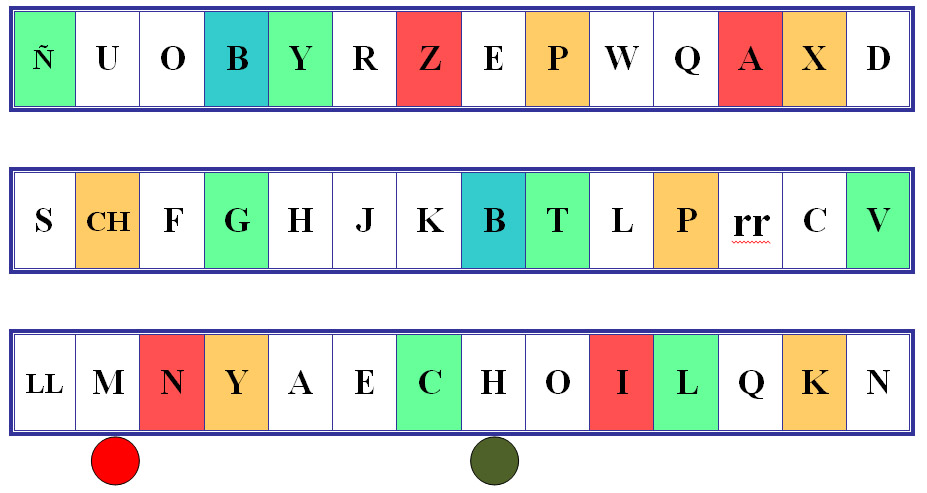 Ñ U O B Y R Z E P W Q A X D
S CH F G H J K B T L P rr C V
LL M N Y A E C H O I L Q K N